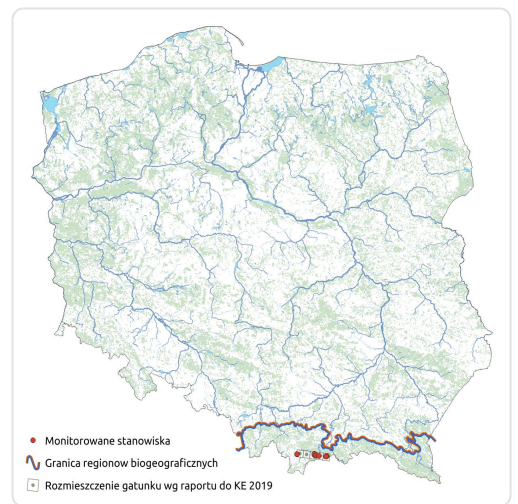 Monitorowane stanowiska
Granica regionow biogeograficznych
Rozmieszczenie gatunku wg raportu do KE 2019